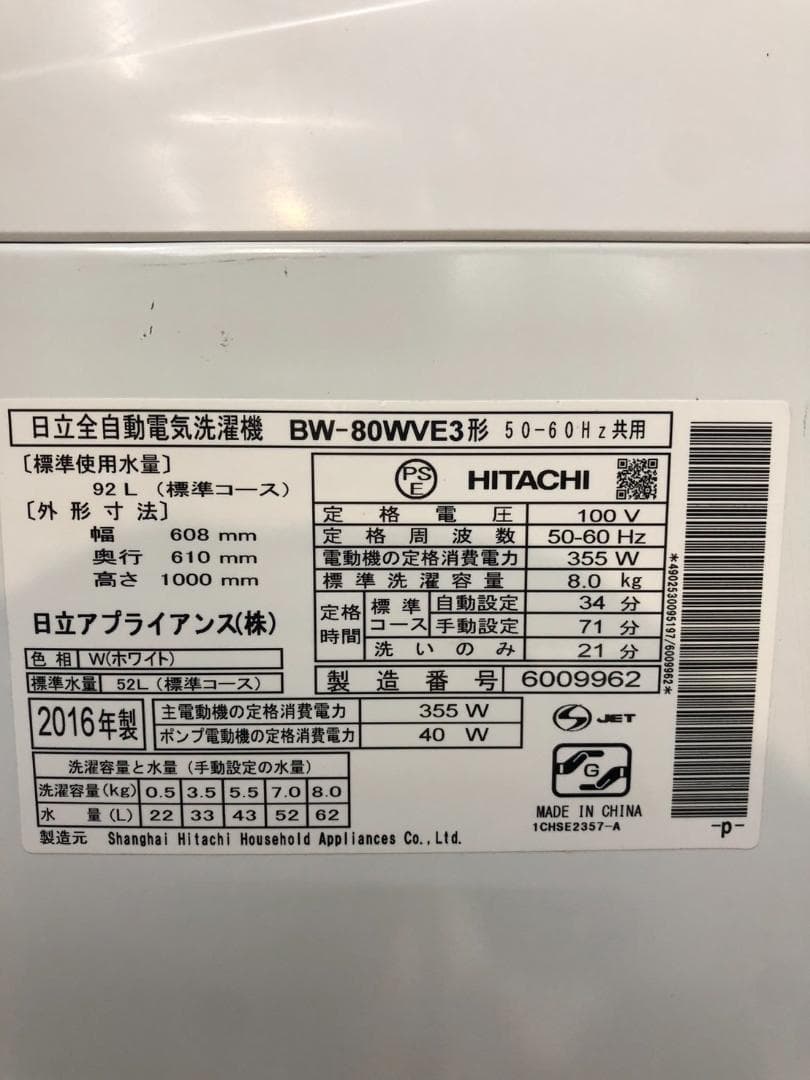 日立全自動電気洗濯機 BW-80WVE3形 50-60Hz共用
〔標準使用水量〕
92 L (標準コース)
〔外形寸法〕
幅 608 mm
奥行 610 mm
高さ 1000 mm
日立アプライアンス(株)
色相 W(ホワイト)
標準水量 52L (標準コース)
PSE HITACHI
定格電圧 100 V
定格周波数 50-60 Hz
電動機の定格消費電力 355 W
標準洗濯容量 8.0 kg
定格時間 標準コース 自動設定 34 分
手動設定 71 分
洗いのみ 21 分
製造番号 6009962
2016年製
主電動機の定格消費電力 355 W
ポンプ電動機の定格消費電力 40 W
S JET
G
洗濯容量と水量 (手動設定の水量)
洗濯容量(kg) 0.5 3.5 5.5 7.0 8.0
水量(L) 22 33 43 52 62
製造元 Shanghai Hitachi Household Appliances Co.,Ltd.
MADE IN CHINA
1CHSE2357-A
*4902530095197/6009962*
-p-